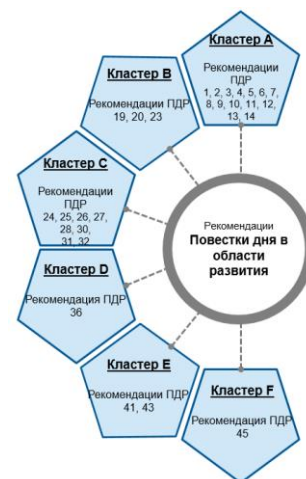 Кластер A
Рекомендации
ПДР
1, 2, 3, 4, 5, 6, 7,
8, 9, 10, 11, 12,
13, 14
Кластер B
Рекомендации ПДР
19, 20, 23
Кластер C
Рекомендации
ПДР
24, 25, 26, 27,
28, 30,
31, 32
Рекомендации
Повестки дня в
области
развития
Кластер D
Рекомендация ПДР
36
Кластер E
Рекомендации ПДР
41, 43
Кластер F
Рекомендация ПДР
45